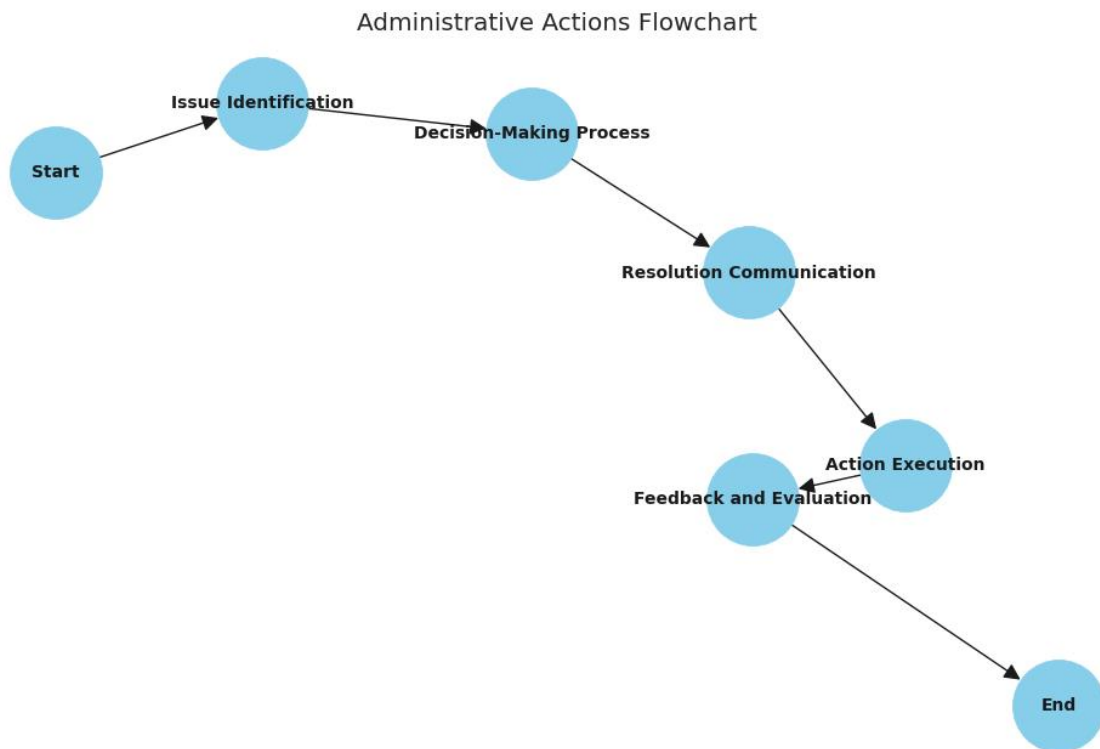 Administrative Actions Flowchart
Issue Identification
Decision-Making Process
Start
Resolution Communication
Action Execution
Feedback and Evaluation
End